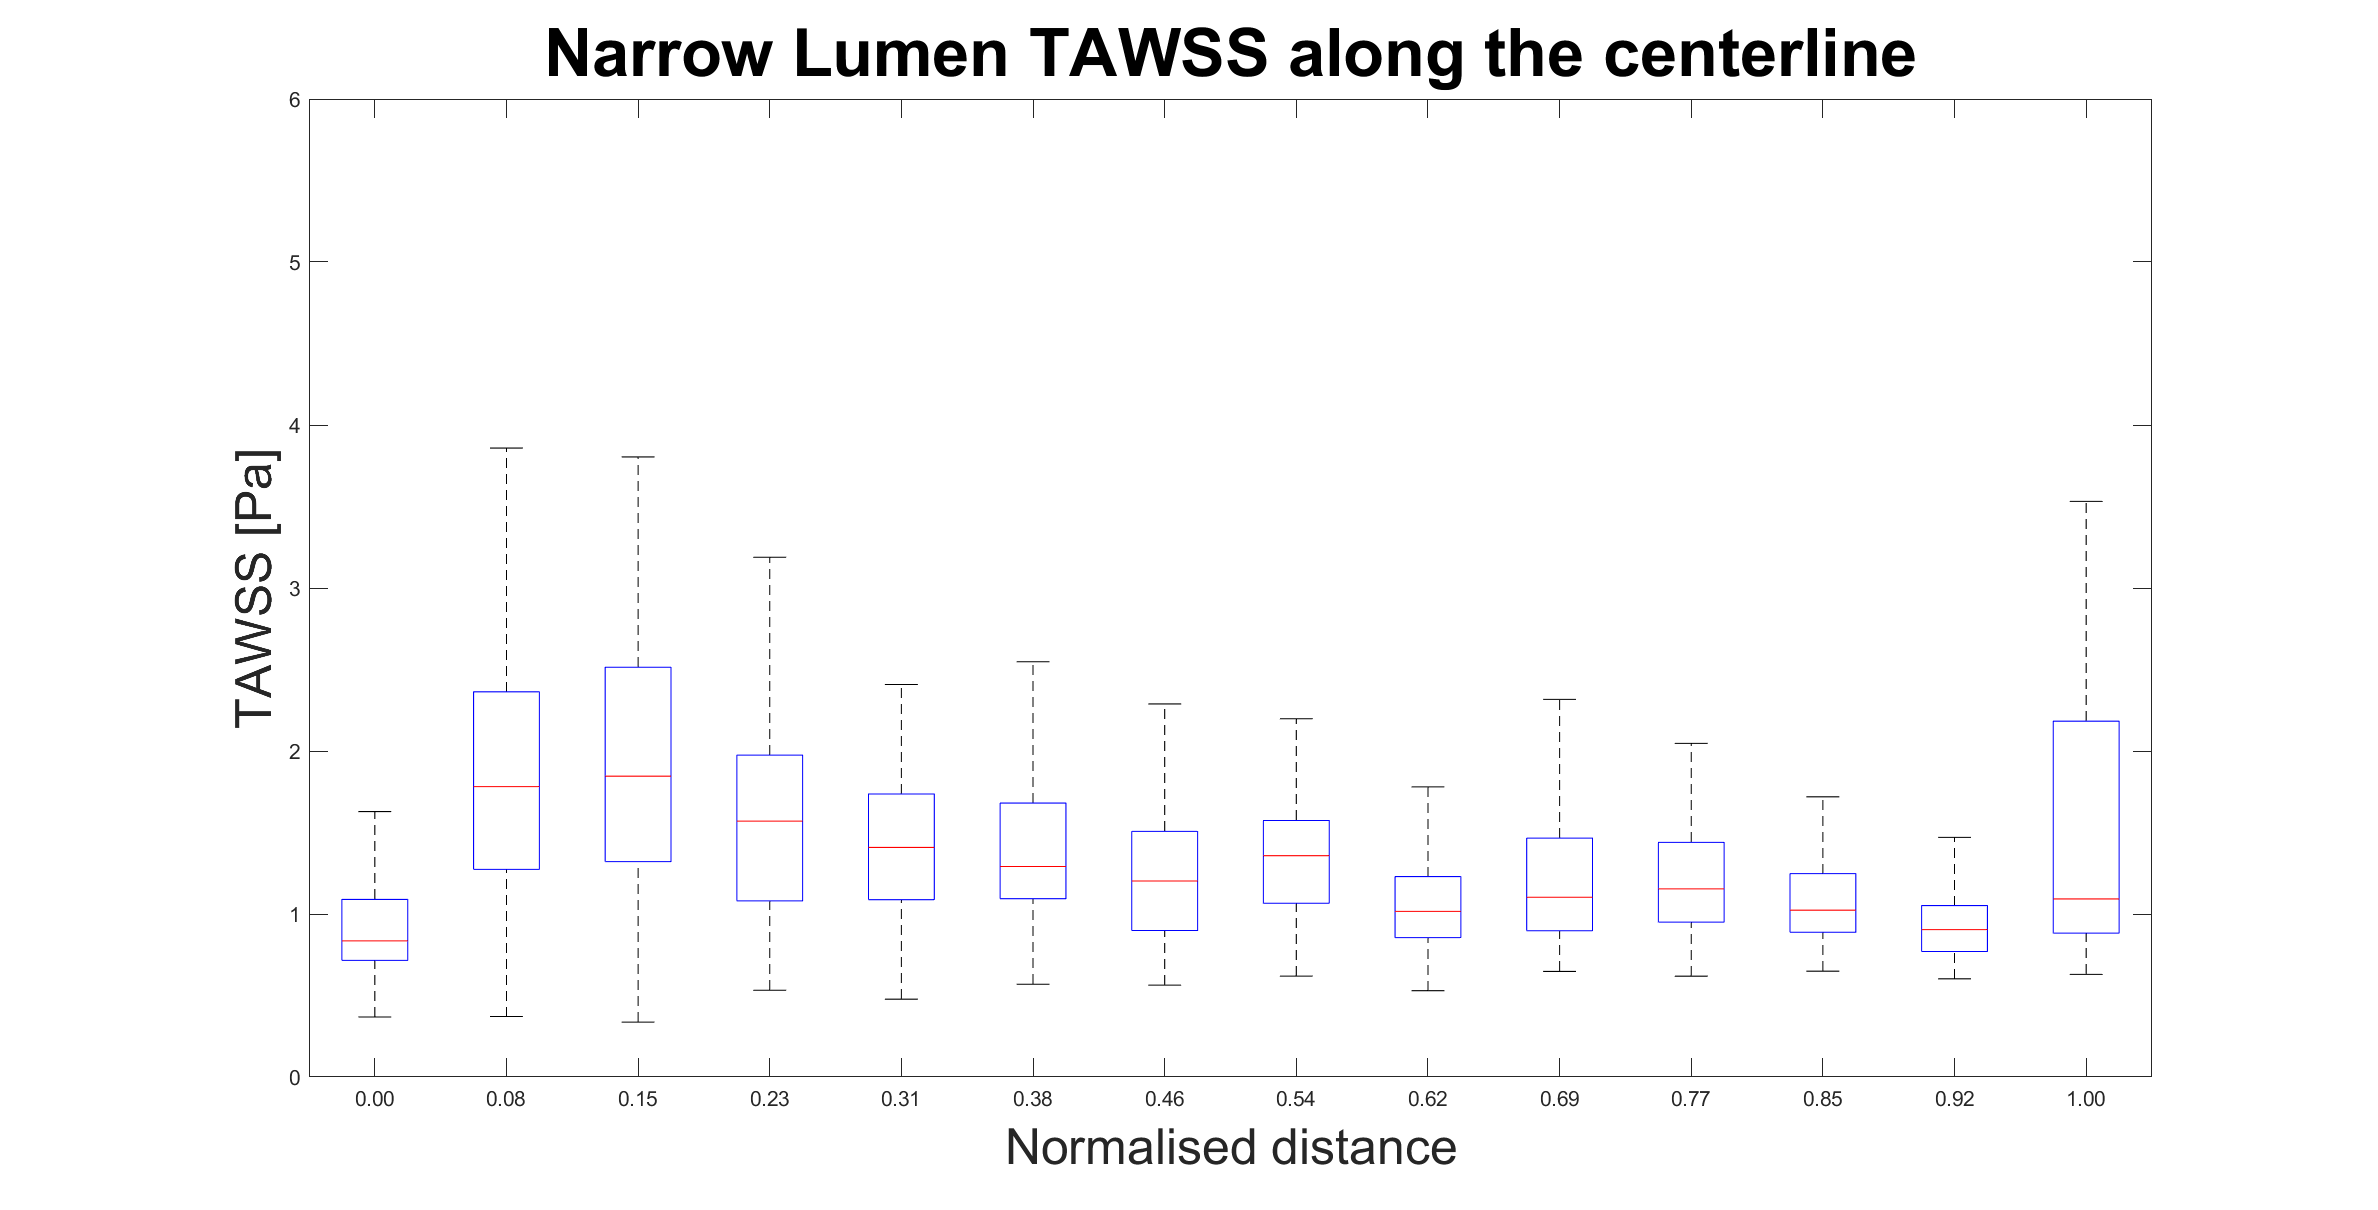 Narrow Lumen TAWSS along the centerline
6
5
4
3
2
1
0
TAWSS [Pa]
0.00 0.08 0.15 0.23 0.31 0.38 0.46 0.54 0.62 0.69 0.77 0.85 0.92 1.00
Normalised distance